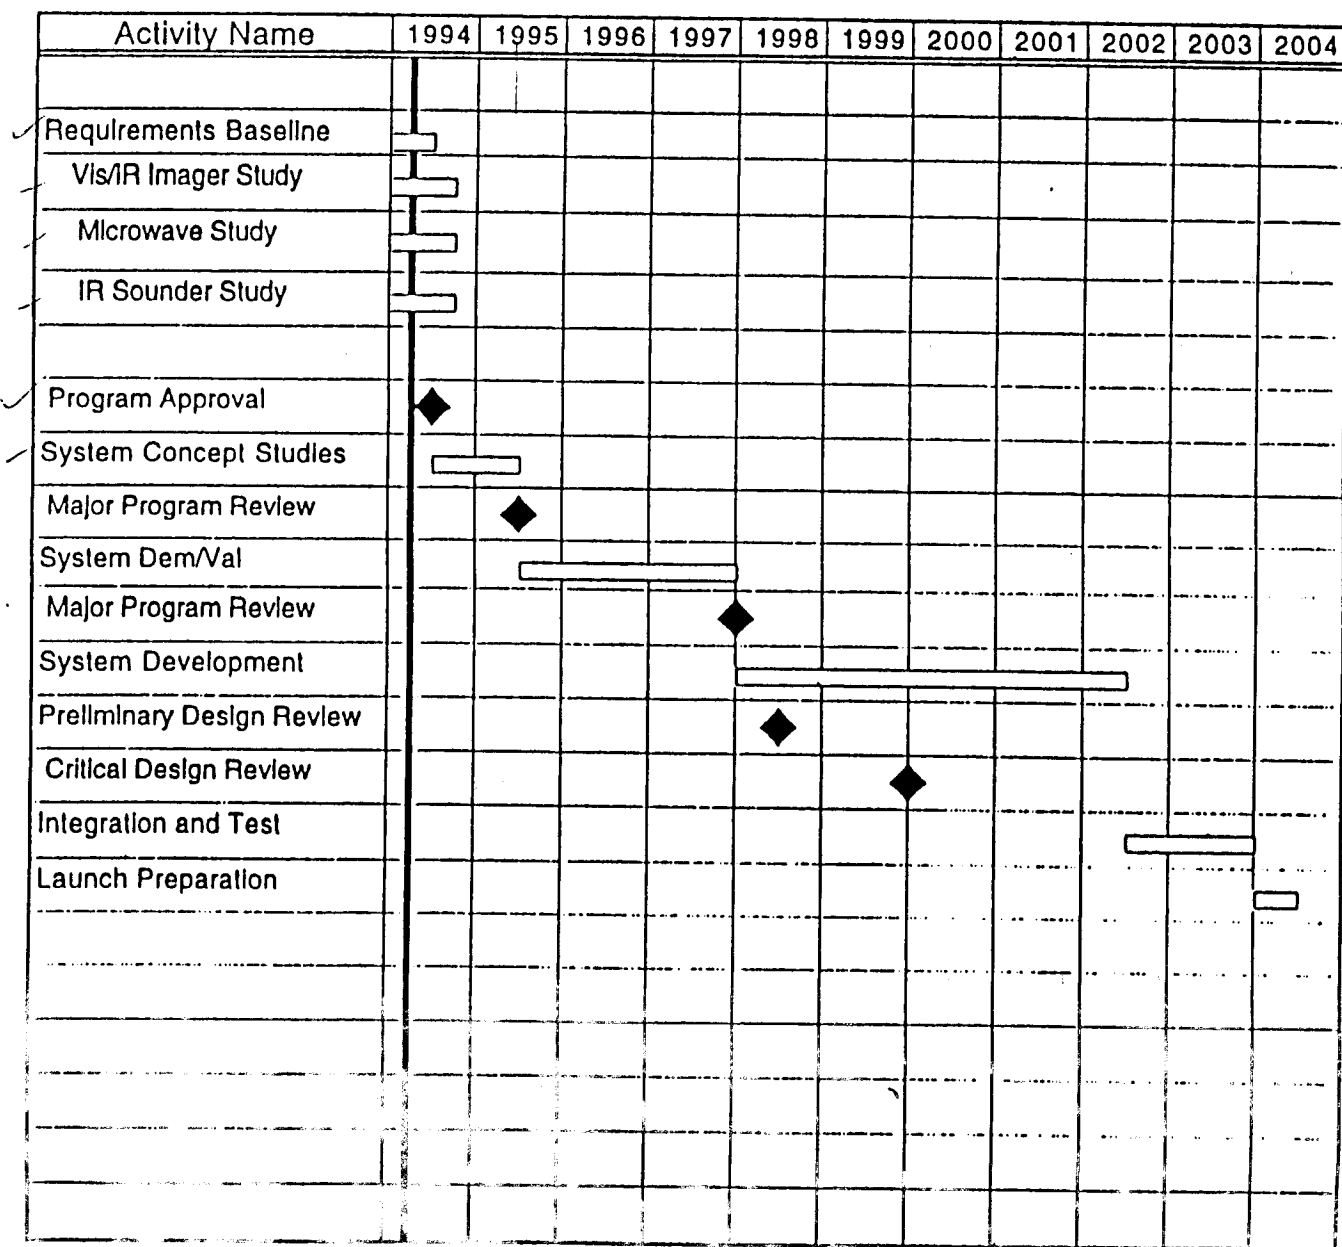 Activity Name 1994 1995 1996 1997 1998 1999 2000 2001 2002 2003 2004
Requirements Baseline
Vis/IR Imager Study
Microwave Study
IR Sounder Study
Program Approval
System Concept Studies
Major Program Review
System Dem/Val
Major Program Review
System Development
Preliminary Design Review
Critical Design Review
Integration and Test
Launch Preparation